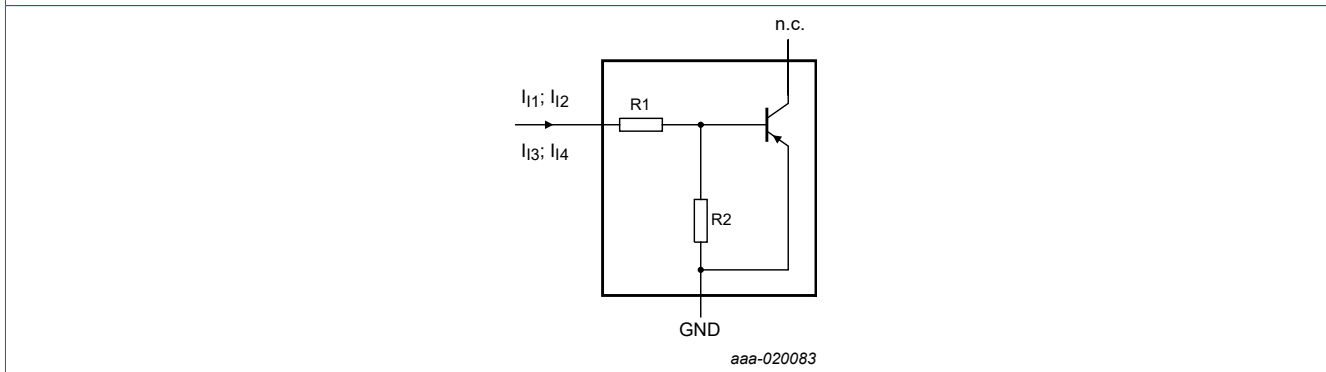 n.c.
I_I1; I_I2
R1
I_I3; I_I4
R2
GND
aaa-020083